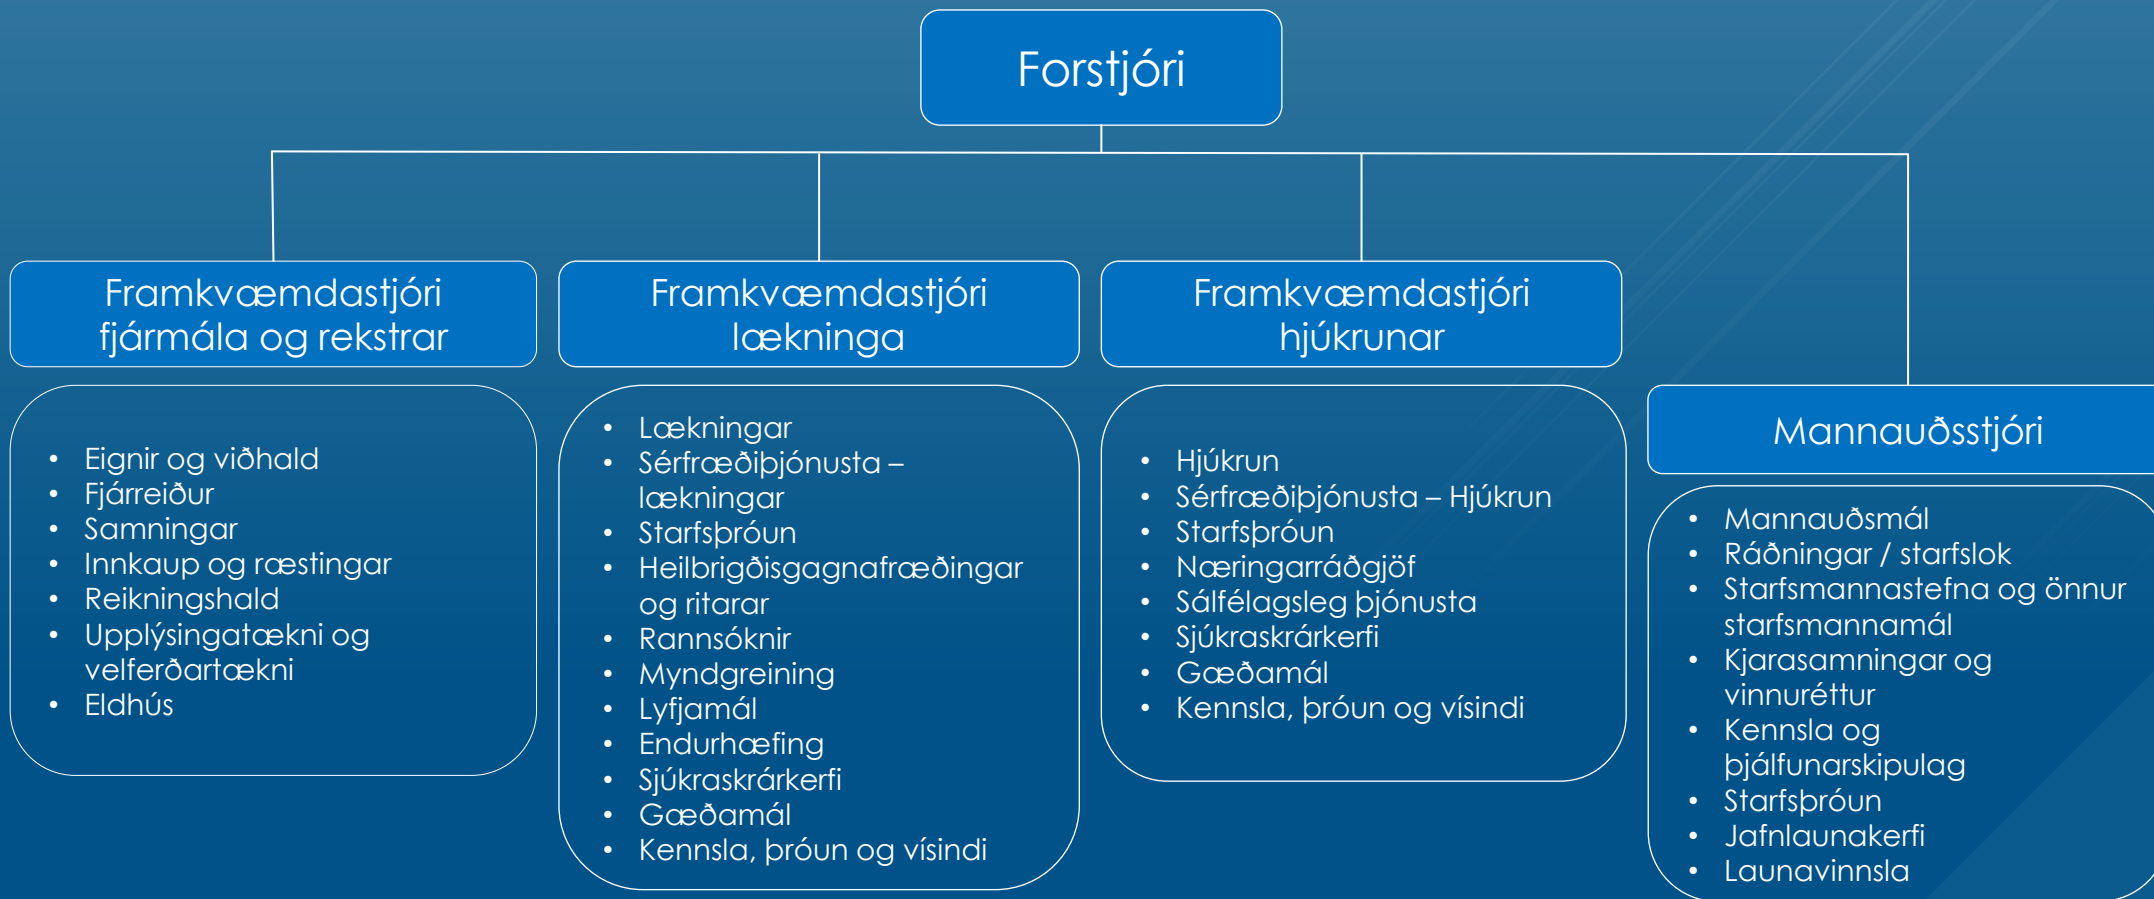 Forstjóri
Framkvæmdastjóri
fjármála og rekstrar
• Eignir og viðhald
• Fjárreiður
• Samningar
• Innkaup og ræstingar
• Reikningshald
• Upplýsingatækni og
velferðartækni
• Eldhús
Framkvæmdastjóri
lækninga
• Lækningar
• Sérfræðiþjónusta –
lækningar
• Starfsþróun
• Heilbrigðisgagnafræðingar
og ritarar
• Rannsóknir
• Myndgreining
• Lyfjamál
• Endurhæfing
• Sjúkraskrárkerfi
• Gæðamál
• Kennsla, þróun og vísindi
Framkvæmdastjóri
hjúkrunar
• Hjúkrun
• Sérfræðiþjónusta – Hjúkrun
• Starfsþróun
• Næringarráðgjöf
• Sálfélagsleg þjónusta
• Sjúkraskrárkerfi
• Gæðamál
• Kennsla, þróun og vísindi
Mannauðsstjóri
• Mannauðsmál
• Ráðningar / starfslok
• Starfsmannastefna og önnur
starfsmannamál
• Kjarasamningar og
vinnuréttur
• Kennsla og
þjálfunarskipulag
• Starfsþróun
• Jafnlaunakerfi
• Launavinnsla